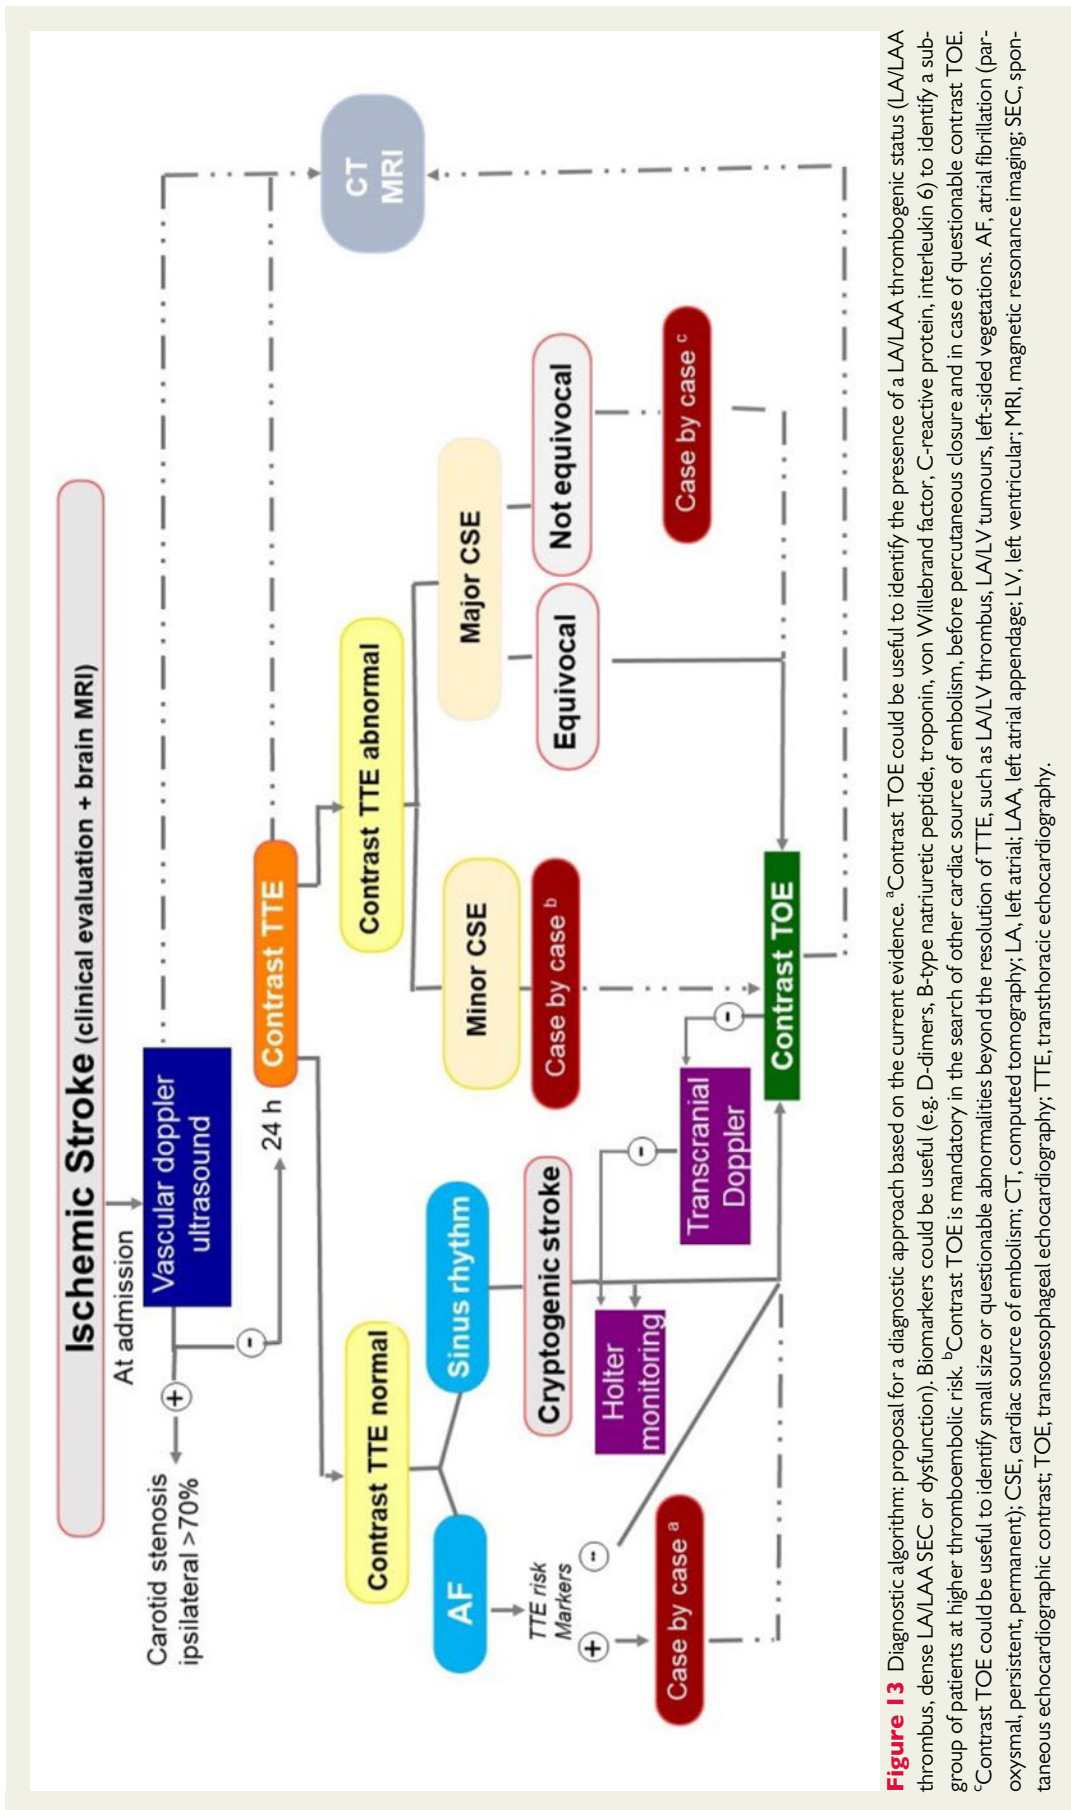 Ischemic Stroke (clinical evaluation + brain MRI)
At admission
Vascular doppler
ultrasound
+
-
Carotid stenosis
ipsilateral >70%
24 h
Contrast TTE
CT
MRI
Contrast TTE normal
Contrast TTE abnormal
AF
Sinus rhythm
Minor CSE
Major CSE
TTE risk
Markers
+
--
Cryptogenic stroke
Case by case b
Equivocal
Not equivocal
Holter
monitoring
-
Case by case a
Transcranial
Doppler
-
Case by case c
Contrast TOE
Figure 13 Diagnostic algorithm: proposal for a diagnostic approach based on the current evidence. aContrast TOE could be useful to identify the presence of a LA/LAA thrombogenic status (LA/LAA
thrombus, dense LA/LAA SEC or dysfunction). Biomarkers could be useful (e.g. D-dimers, B-type natriuretic peptide, troponin, von Willebrand factor, C-reactive protein, interleukin 6) to identify a sub-
group of patients at higher thromboembolic risk. bContrast TOE is mandatory in the search of other cardiac source of embolism, before percutaneous closure and in case of questionable contrast TOE.
cContrast TOE could be useful to identify small size or questionable abnormalities beyond the resolution of TTE, such as LA/LV thrombus, LA/LV tumours, left-sided vegetations. AF, atrial fibrillation (par-
oxysmal, persistent, permanent); CSE, cardiac source of embolism; CT, computed tomography; LA, left atrial; LAA, left atrial appendage; LV, left ventricular; MRI, magnetic resonance imaging; SEC, spon-
taneous echocardiographic contrast; TOE, transoesophageal echocardiography; TTE, transthoracic echocardiography.